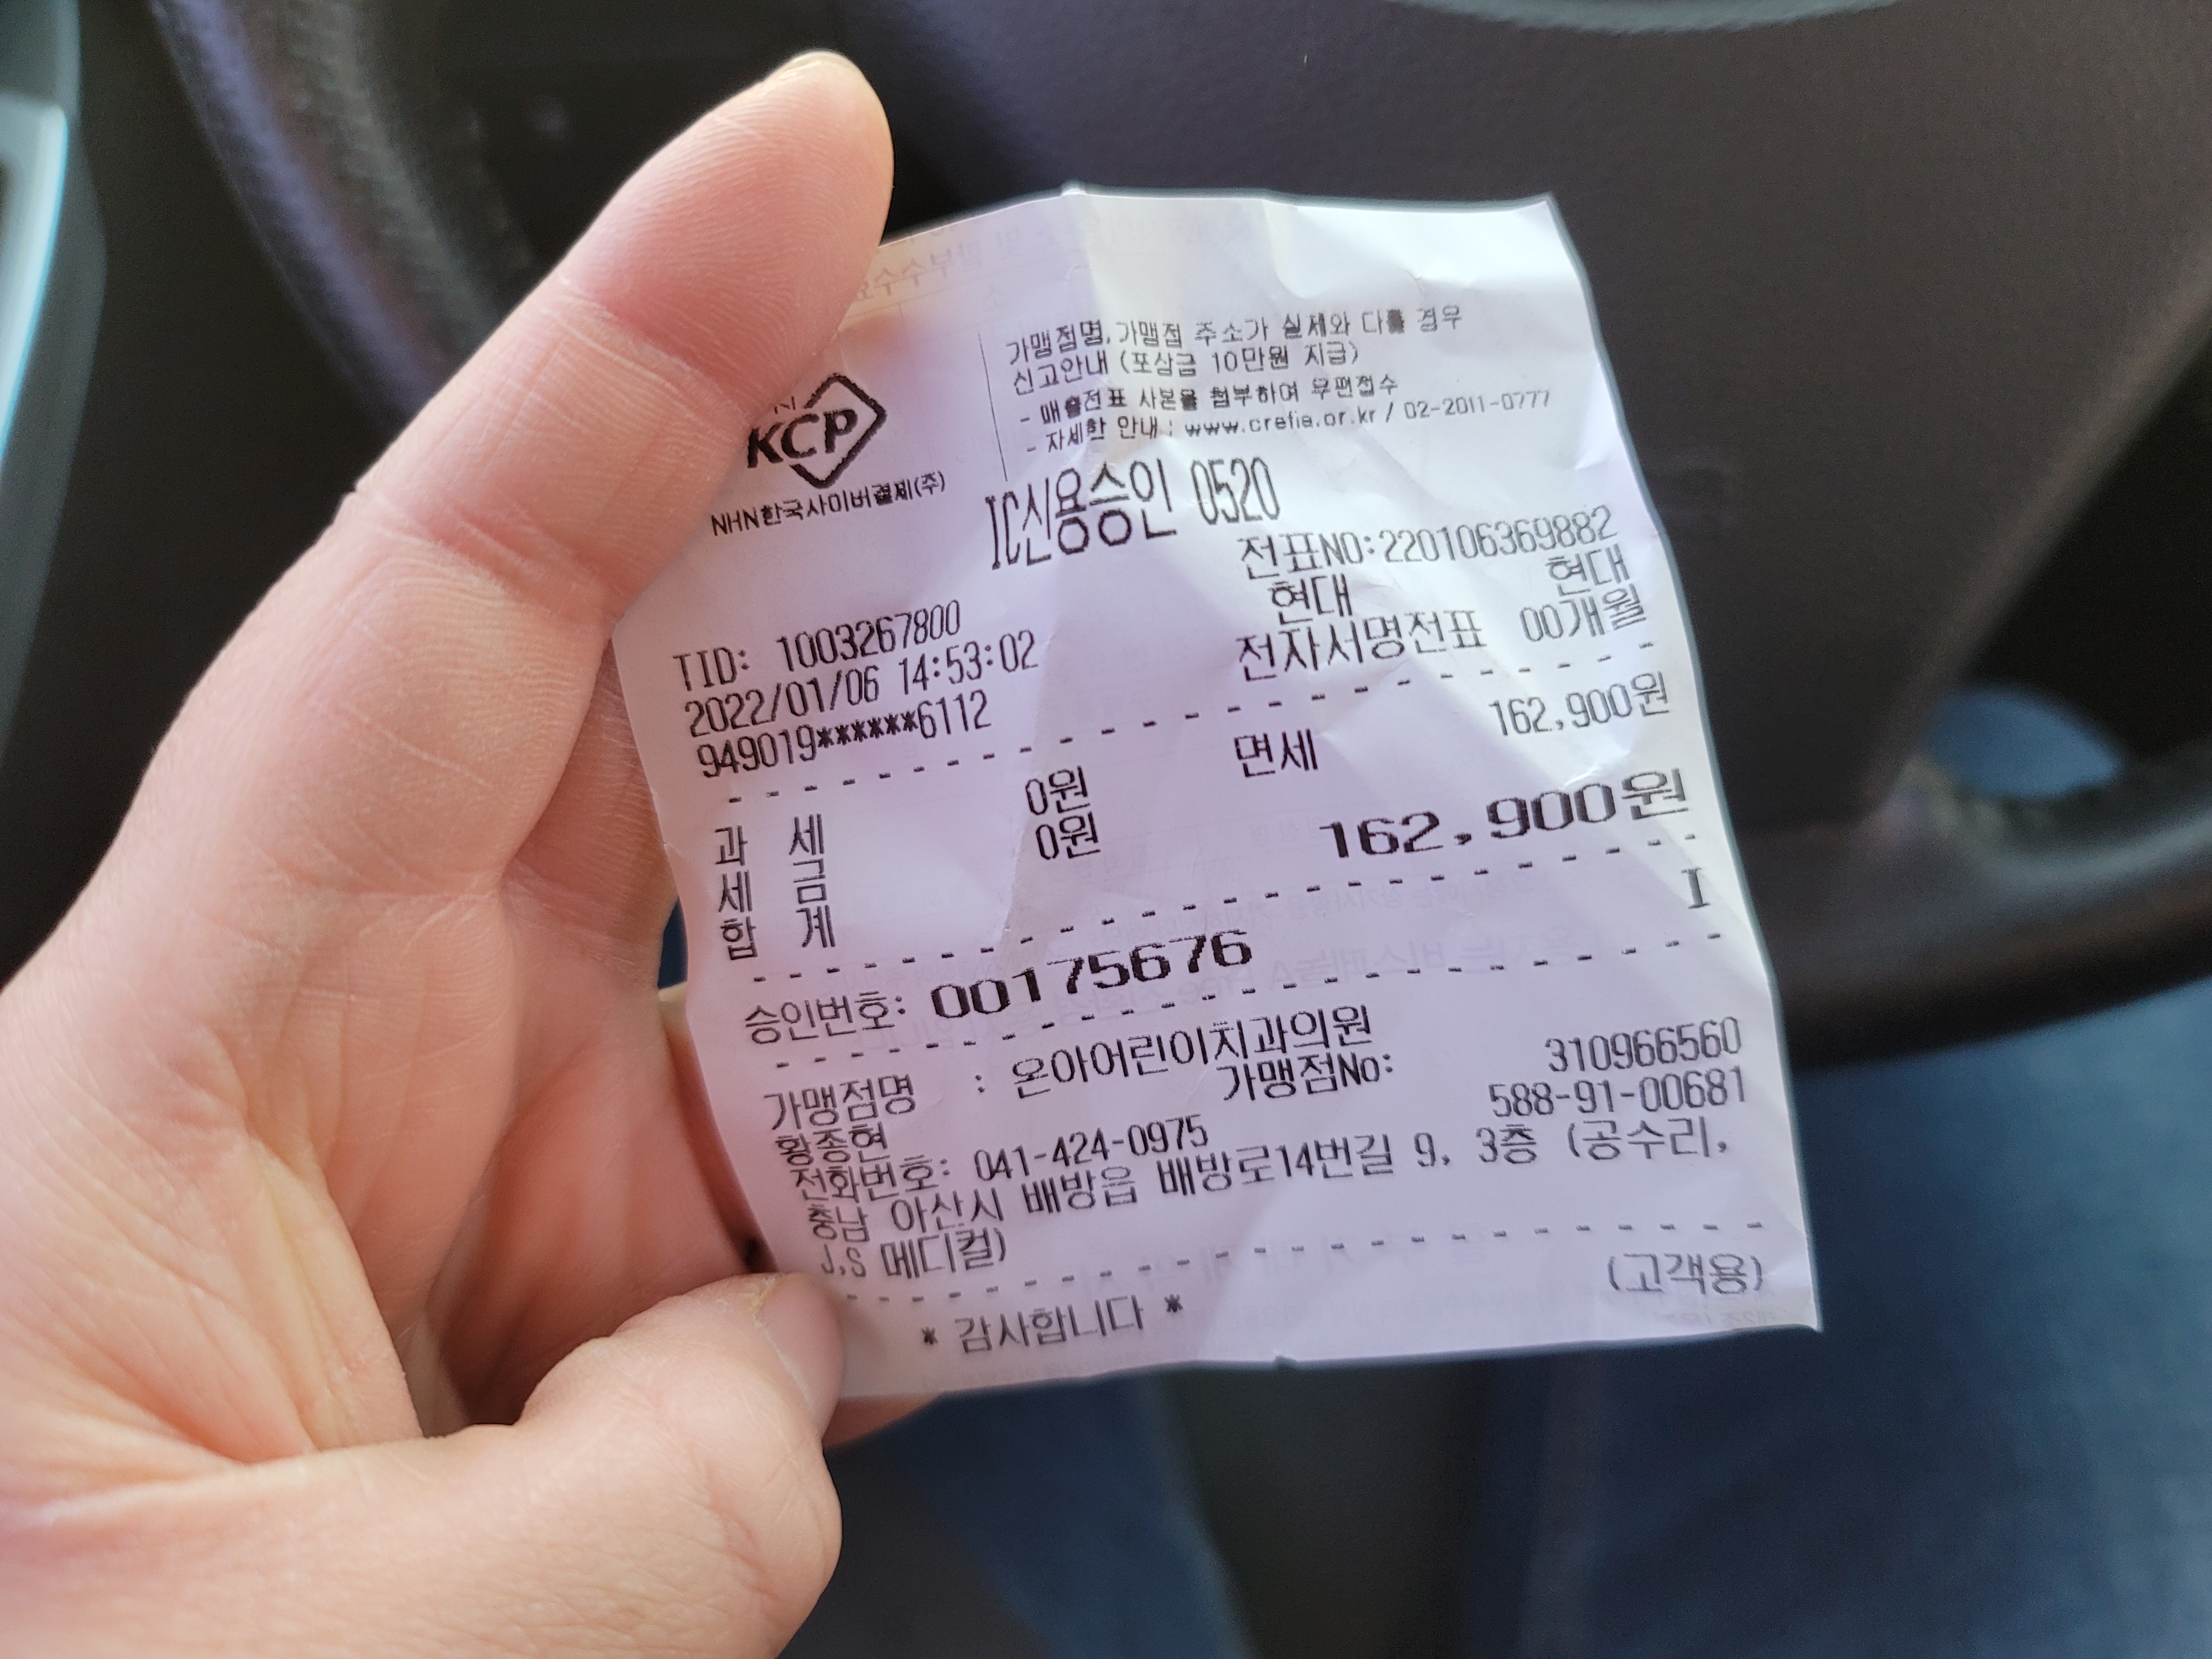 가맹점명, 가맹점 주소가 실제와 다를 경우
신고안내 (포상금 10만원 지급)
- 매출전표 사본을 첨부하여 우편접수
- 자세한 안내 : www.crefia.or.kr / 02-2011-0777
KCP
NHN한국사이버결제(주)
IC신용승인 0520
전표NO:220106369882
TID: 1003267800 현대 현대
2022/01/06 14:53:02 전자서명전표 00개월
949019******6112
과 세 0원 면세 162,900원
세 금 0원
합 계 162,900원
승인번호: 00175676 I
가맹점명 : 온아어린이치과의원
황종현 가맹점No: 310966560
전화번호: 041-424-0975 588-91-00681
충남 아산시 배방읍 배방로14번길 9, 3층 (공수리,
J,S 메디컬)
(고객용)
* 감사합니다 *